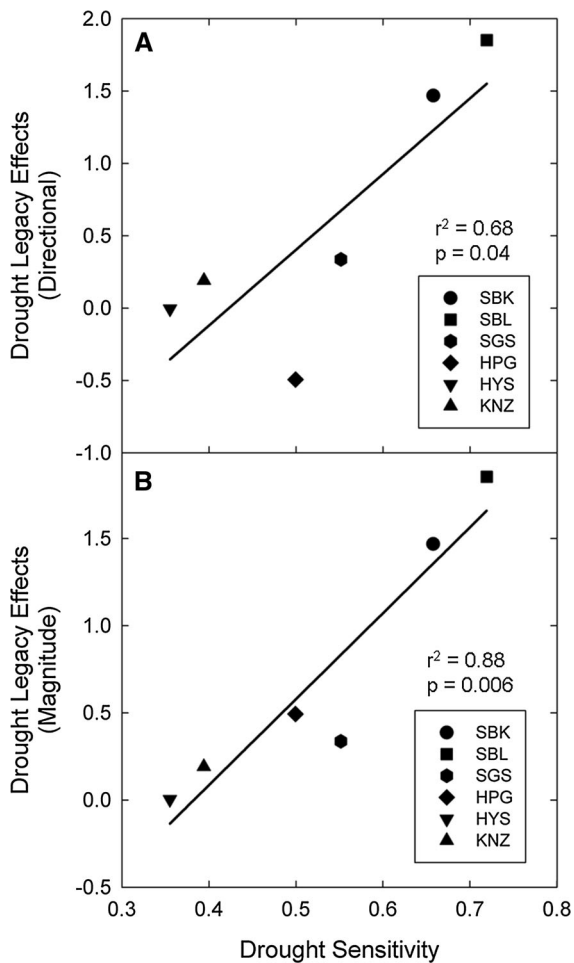 A
2.0
1.5
1.0
0.5
0.0
-0.5
-1.0
Drought Legacy Effects
(Directional)
r² = 0.68
p = 0.04
SBK
SBL
SGS
HPG
HYS
KNZ
B
1.5
1.0
0.5
0.0
-0.5
Drought Legacy Effects
(Magnitude)
r² = 0.88
p = 0.006
SBK
SBL
SGS
HPG
HYS
KNZ
0.3 0.4 0.5 0.6 0.7 0.8
Drought Sensitivity